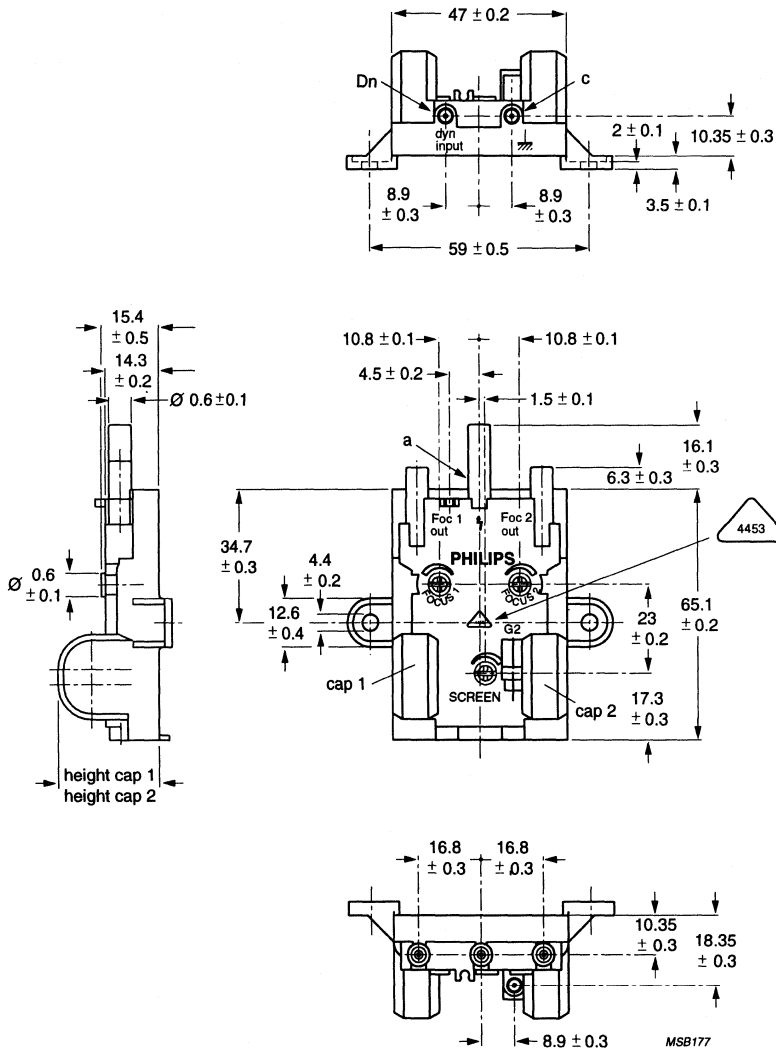 47 ± 0.2
Dn
c
dyn
input
2 ± 0.1
10.35 ± 0.3
8.9
± 0.3
8.9
± 0.3
3.5 ± 0.1
59 ± 0.5
15.4
± 0.5
14.3
± 0.2
Ø 0.6 ± 0.1
10.8 ± 0.1
10.8 ± 0.1
4.5 ± 0.2
1.5 ± 0.1
a
16.1
± 0.3
6.3 ± 0.3
Foc 1
out
Foc 2
out
4453
34.7
± 0.3
PHILIPS
Ø 0.6
± 0.1
4.4
± 0.2
FOCUS 1
FOCUS 2
12.6
± 0.4
G2
23
± 0.2
65.1
± 0.2
cap 1
SCREEN
cap 2
17.3
± 0.3
height cap 1
height cap 2
16.8
± 0.3
16.8
± 0.3
10.35
± 0.3
18.35
± 0.3
8.9 ± 0.3
MSB177